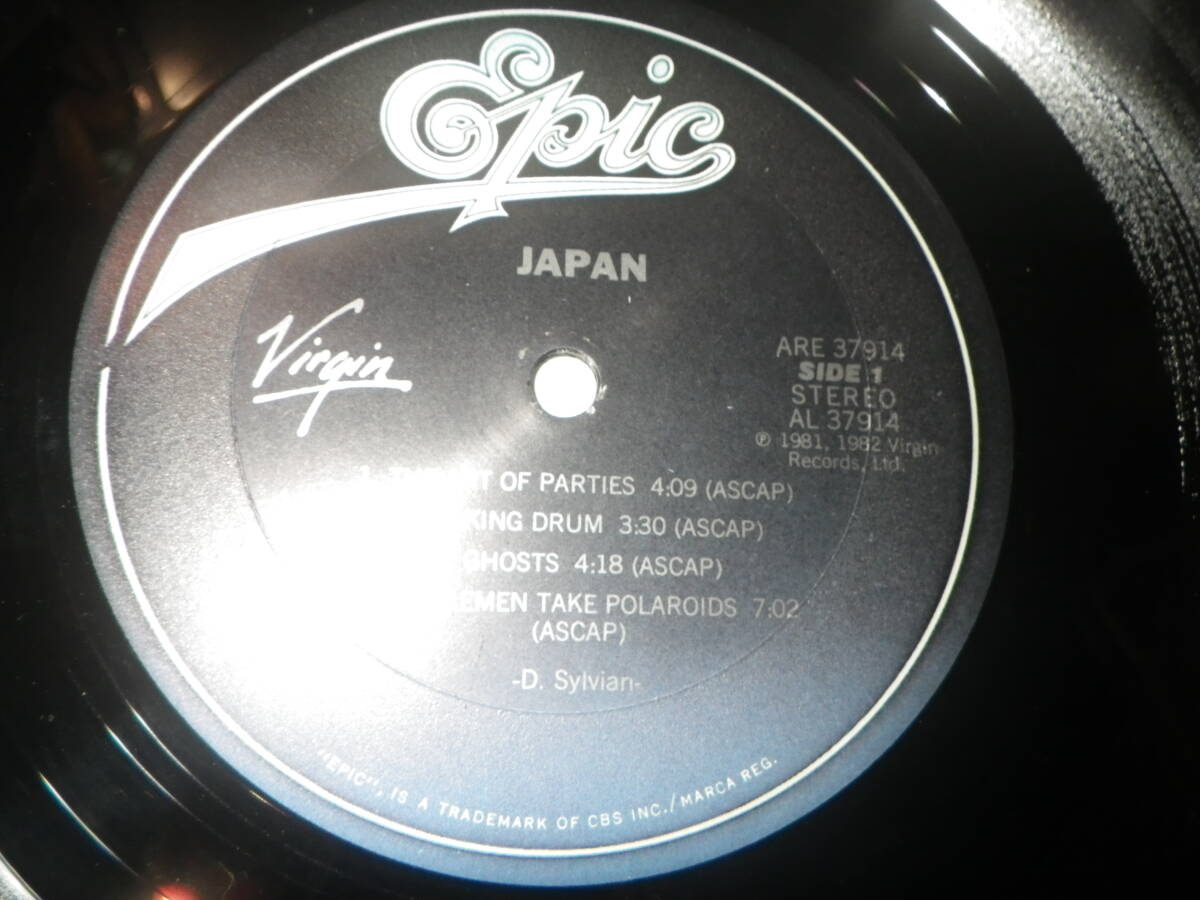 Epic
JAPAN
Virgin
ARE 37914
SIDE 1
STEREO
AL 37914
℗ 1981, 1982 Virgin
Records, Ltd.
OF PARTIES 4:09 (ASCAP)
DRUM 3:30 (ASCAP)
GHOSTS 4:18 (ASCAP)
TAKE POLAROIDS 7:02
(ASCAP)
-D. Sylvian-
"EPIC", IS A TRADEMARK OF CBS INC./MARCA REG.